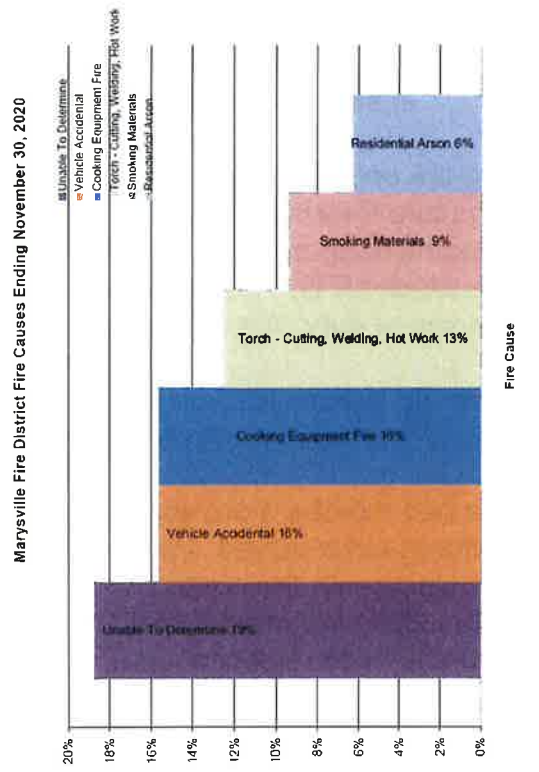 Marysville Fire District Fire Causes Ending November 30, 2020
Unable To Determine
Vehicle Accidental
Cooking Equipment Fire
Torch - Cutting, Welding, Hot Work
Smoking Materials
Residential Arson
20%
18%
16%
14%
12%
10%
8%
6%
4%
2%
0%
Unable To Determine 19%
Vehicle Accidental 16%
Cooking Equipment Fire 16%
Torch - Cutting, Welding, Hot Work 13%
Smoking Materials 9%
Residential Arson 6%
Fire Cause